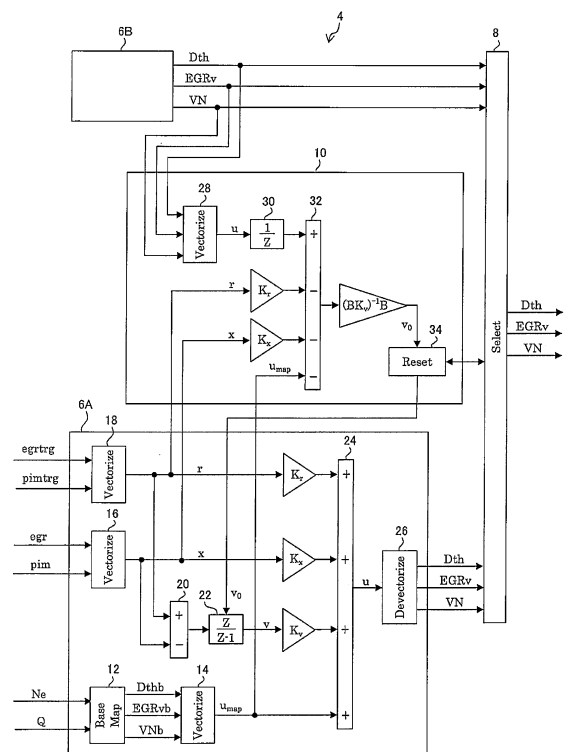 4
6B
8
Dth
EGRv
VN
10
28
Vectorize
u
30
1
Z
32
+
−
−
−
r
Kr
x
Kx
umap
(BKv)⁻¹B
v0
34
Reset
Select
Dth
EGRv
VN
6A
egrtrg
pimtrg
18
Vectorize
r
Kr
24
+
egr
pim
16
Vectorize
x
Kx
+
20
+
−
22
Z
Z-1
v0
v
Kv
+
u
26
Devectorize
Dth
EGRv
VN
Ne
Q
12
Base Map
Dthb
EGRvb
VNb
14
Vectorize
umap
+